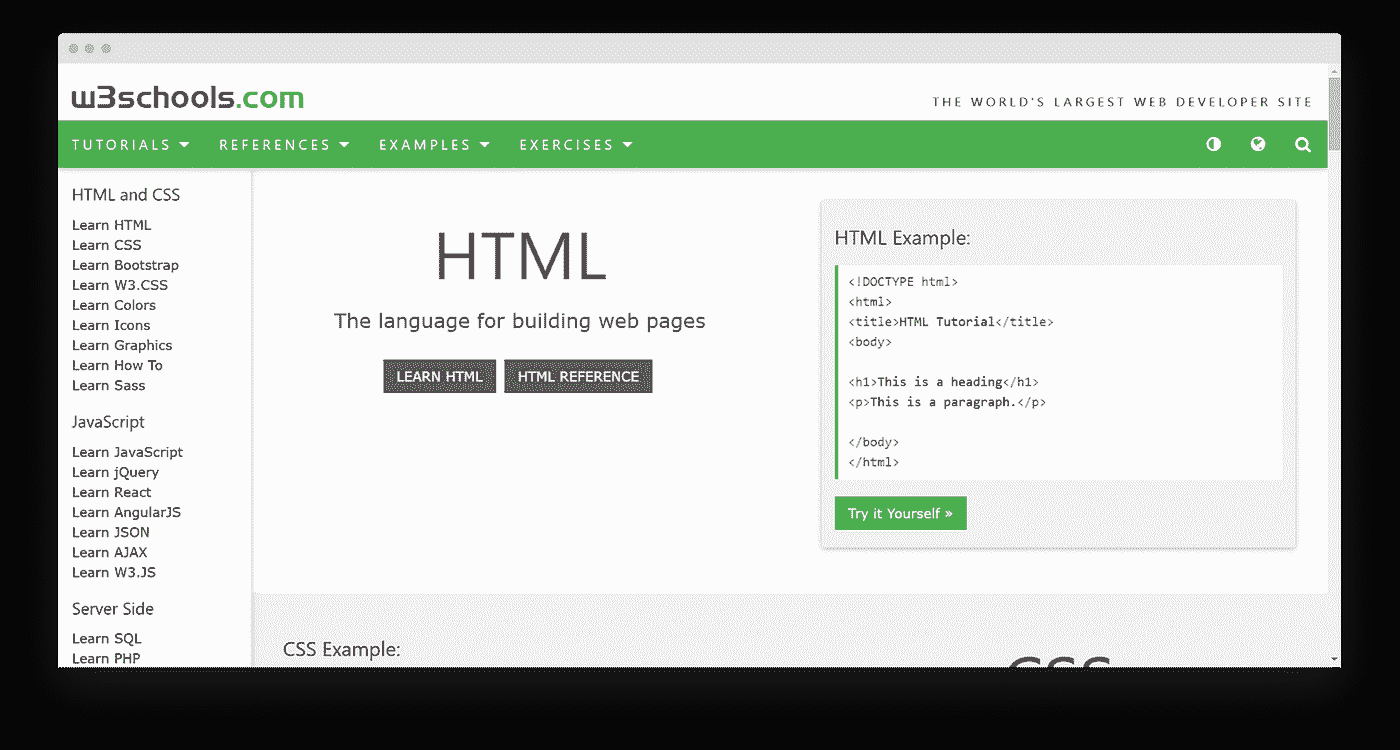 w3schools.com
THE WORLD'S LARGEST WEB DEVELOPER SITE
TUTORIALS REFERENCES EXAMPLES EXERCISES
HTML and CSS
Learn HTML
Learn CSS
Learn Bootstrap
Learn W3.CSS
Learn Colors
Learn Icons
Learn Graphics
Learn How To
Learn Sass
JavaScript
Learn JavaScript
Learn jQuery
Learn React
Learn AngularJS
Learn JSON
Learn AJAX
Learn W3.JS
Server Side
Learn SQL
Learn PHP
HTML
The language for building web pages
LEARN HTML HTML REFERENCE
HTML Example:
<!DOCTYPE html>
<html>
<title>HTML Tutorial</title>
<body>
<h1>This is a heading</h1>
<p>This is a paragraph.</p>
</body>
</html>
Try it Yourself »
CSS Example:
CSS